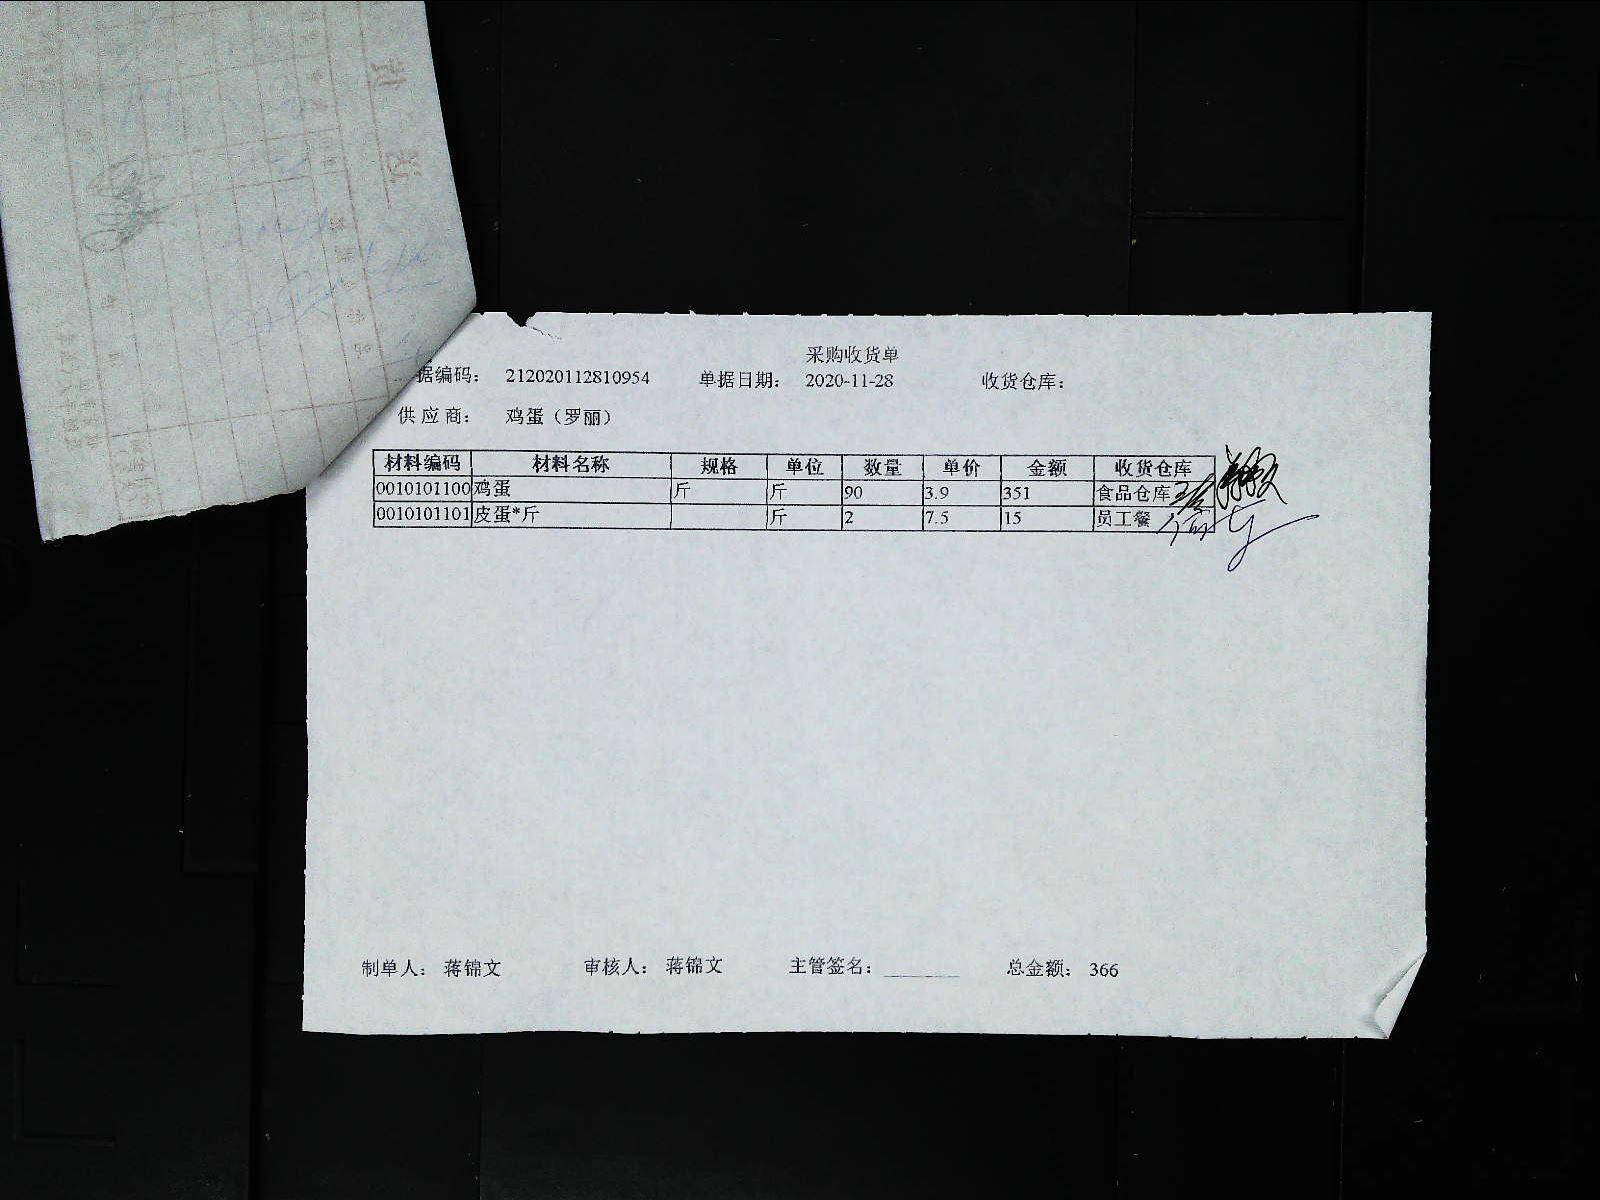 采购收货单
据编码： 212020112810954 单据日期： 2020-11-28 收货仓库：
供应商： 鸡蛋（罗丽）
材料编码 材料名称 规格 单位 数量 单价 金额 收货仓库
0010101100 鸡蛋 斤 斤 90 3.9 351 食品仓库
0010101101 皮蛋*斤 斤 2 7.5 15 员工餐
制单人： 蒋锦文 审核人： 蒋锦文 主管签名： 总金额： 366